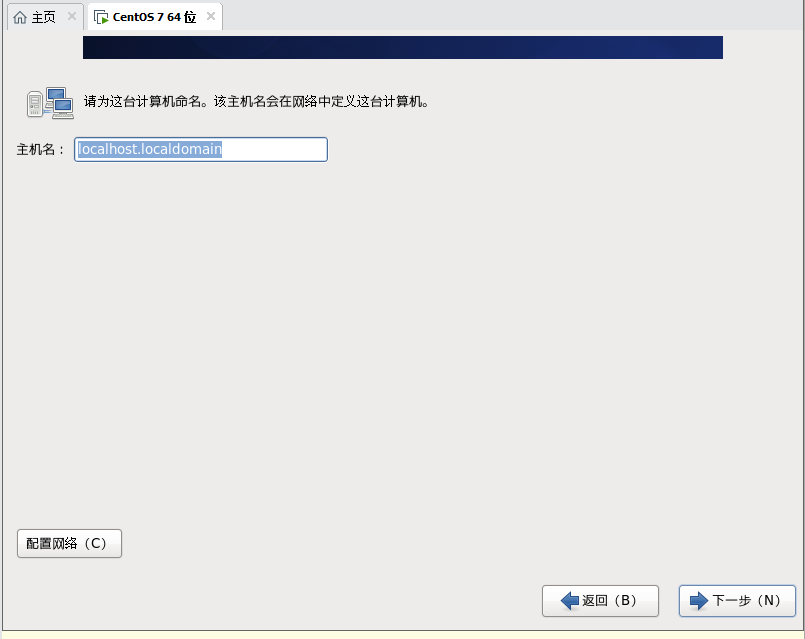 主页
CentOS 7 64 位
请为这台计算机命名。该主机名会在网络中定义这台计算机。
主机名：
localhost.localdomain
配置网络（C）
返回（B）
下一步（N）